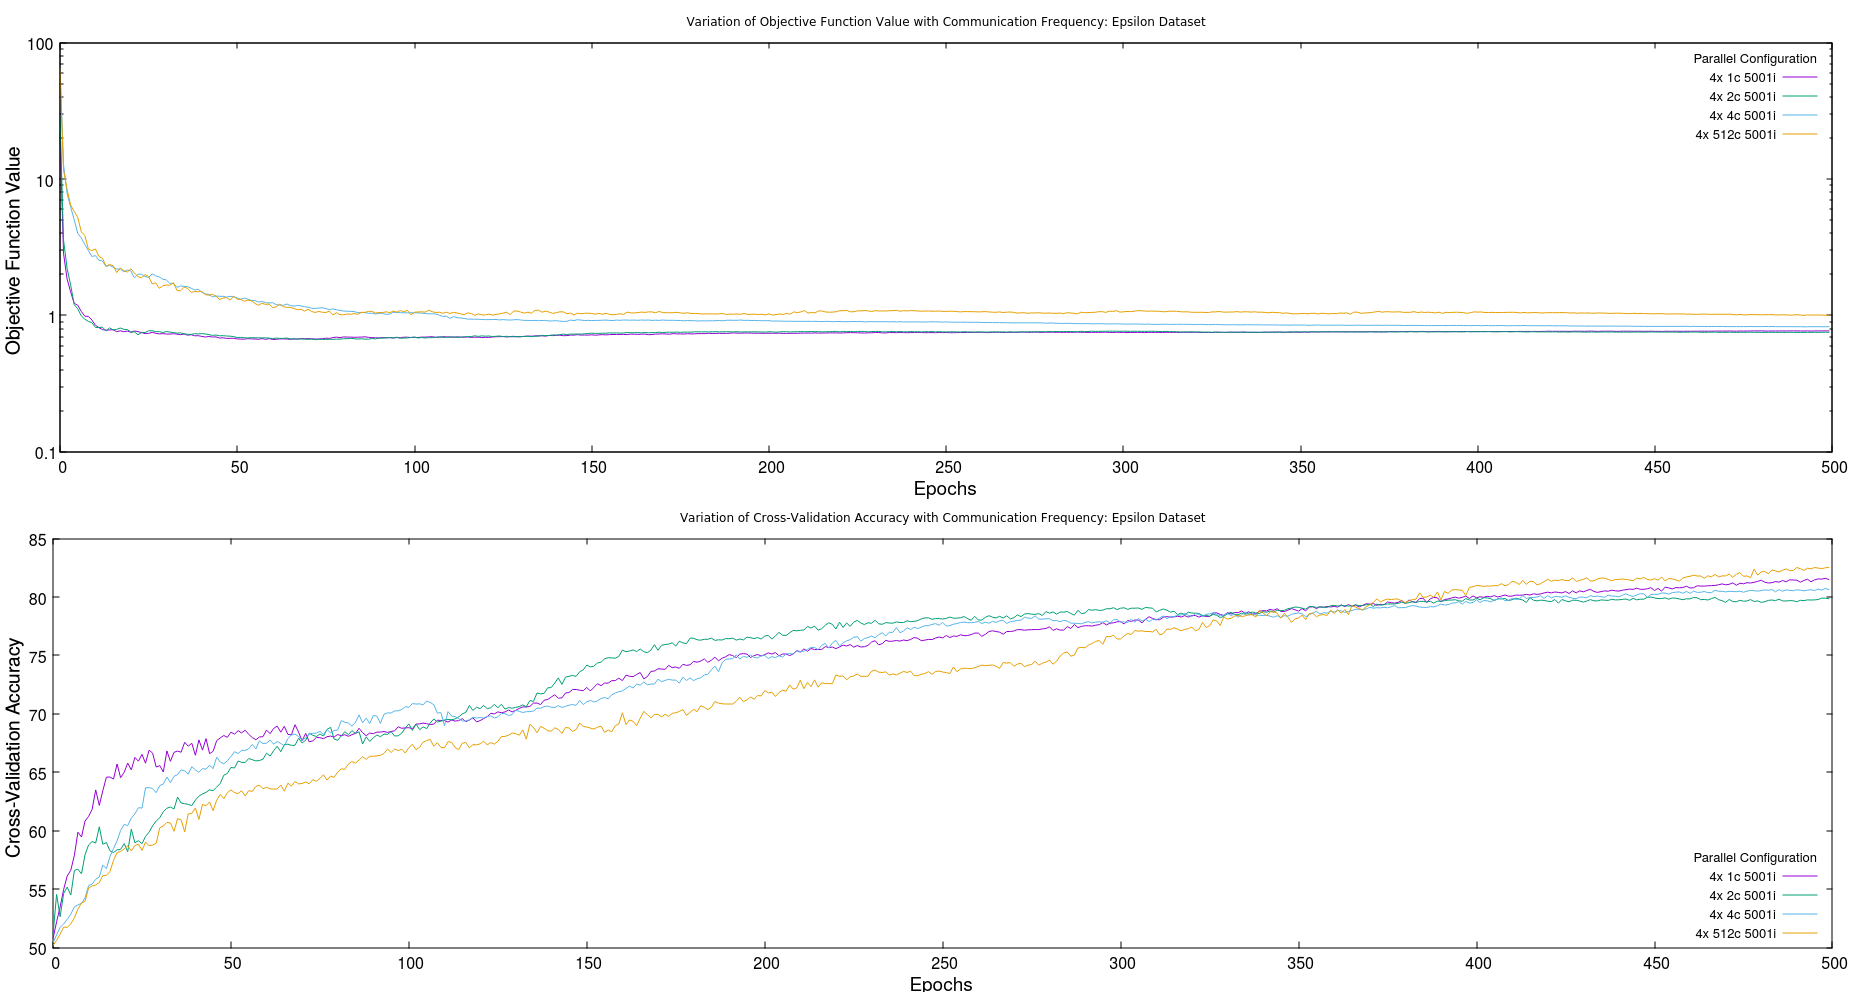 Variation of Objective Function Value with Communication Frequency: Epsilon Dataset
Objective Function Value
100
10
1
0.1
Parallel Configuration
4x 1c 5001i
4x 2c 5001i
4x 4c 5001i
4x 512c 5001i
0 50 100 150 200 250 300 350 400 450 500
Epochs
Variation of Cross-Validation Accuracy with Communication Frequency: Epsilon Dataset
Cross-Validation Accuracy
85
80
75
70
65
60
55
50
Parallel Configuration
4x 1c 5001i
4x 2c 5001i
4x 4c 5001i
4x 512c 5001i
0 50 100 150 200 250 300 350 400 450 500
Epochs